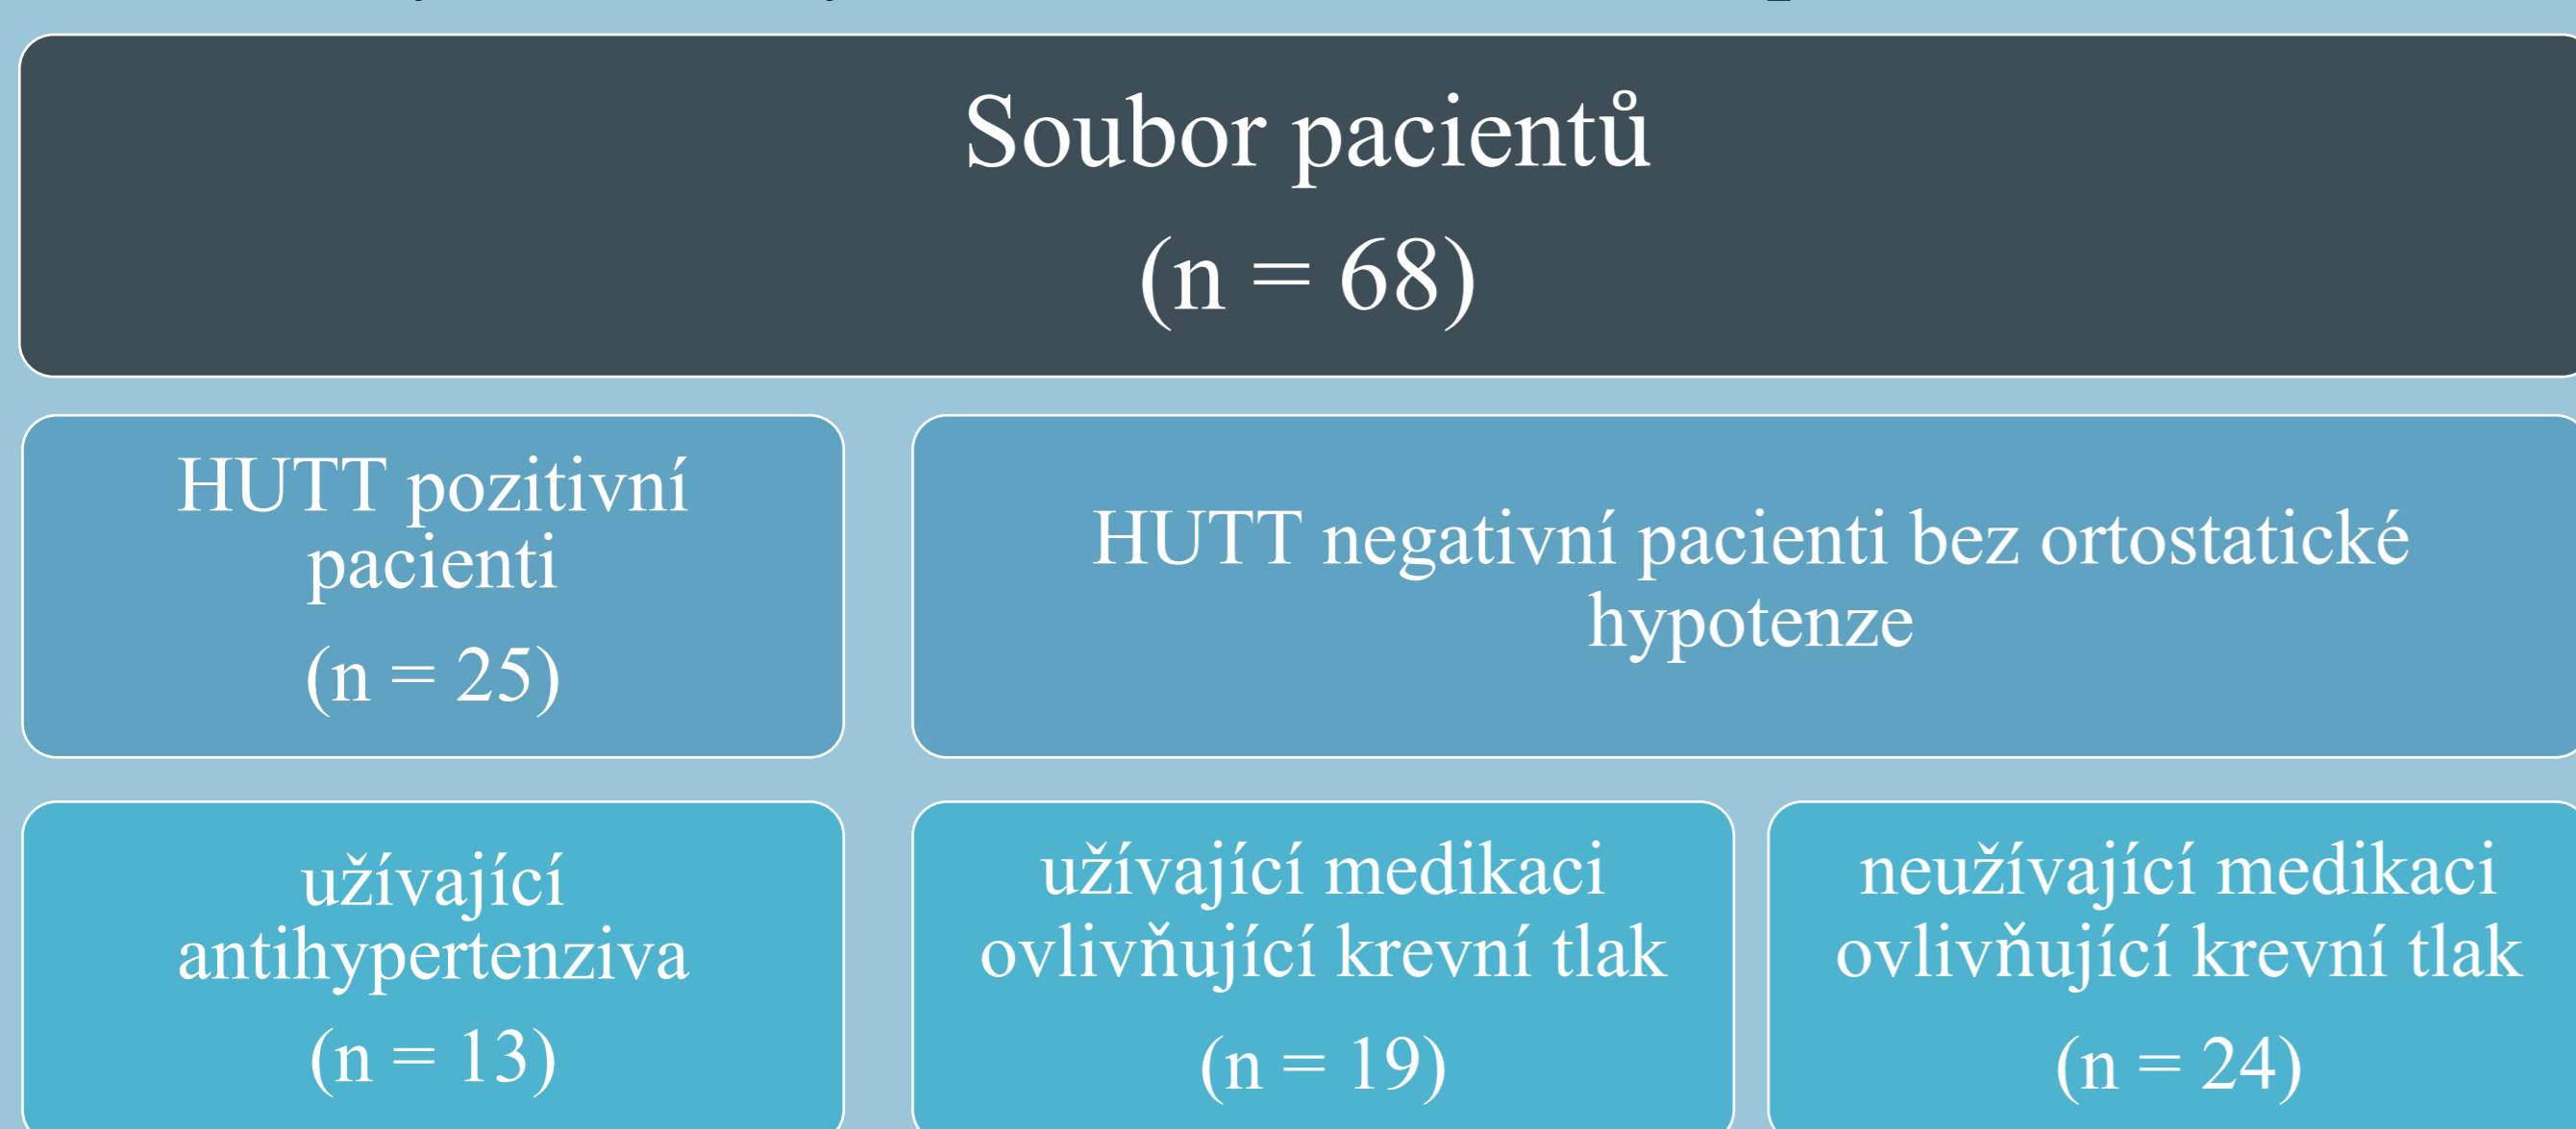 Soubor pacientů
(n = 68)
HUTT pozitivní
pacienti
(n = 25)
HUTT negativní pacienti bez ortostatické
hypotenze
užívající
antihypertenziva
(n = 13)
užívající medikaci
ovlivňující krevní tlak
(n = 19)
neužívající medikaci
ovlivňující krevní tlak
(n = 24)